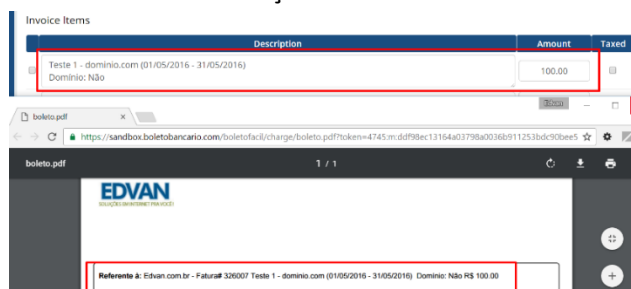 Invoice Items
Description Amount Taxed
Teste 1 - dominio.com (01/05/2016 - 31/05/2016)
Domínio: Não
100.00
boleto.pdf
https://sandbox.boletobancario.com/boletofacil/charge/boleto.pdf?token=4745:m:ddf98ec13164a03798a0036b911253bdc90bee5
boleto.pdf 1 / 1
EDVAN
Referente à: Edvan.com.br - Fatura# 326007 Teste 1 - dominio.com (01/05/2016 - 31/05/2016) Domínio: Não R$ 100.00